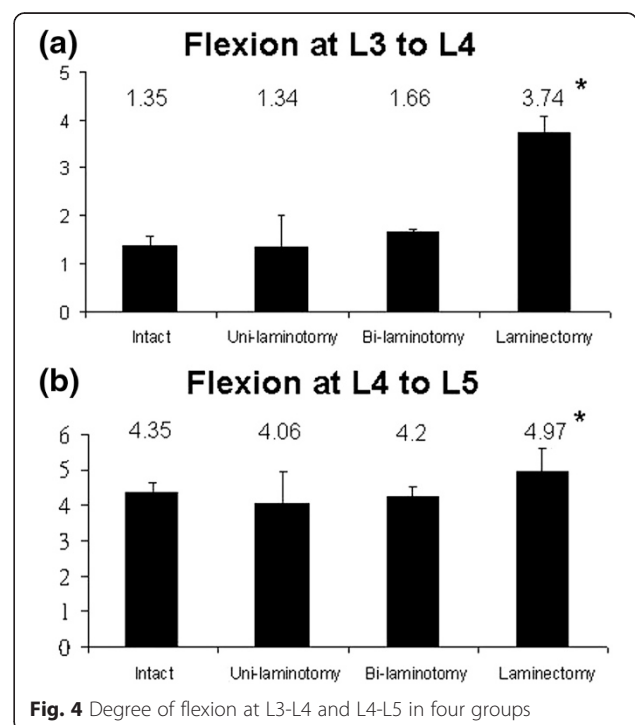 (a) Flexion at L3 to L4
5
4
3
2
1
0
1.35 1.34 1.66 3.74 *
Intact Uni-laminotomy Bi-laminotomy Laminectomy
(b) Flexion at L4 to L5
6
5
4
3
2
1
0
4.35 4.06 4.2 4.97 *
Intact Uni-laminotomy Bi-laminotomy Laminectomy
Fig. 4 Degree of flexion at L3-L4 and L4-L5 in four groups